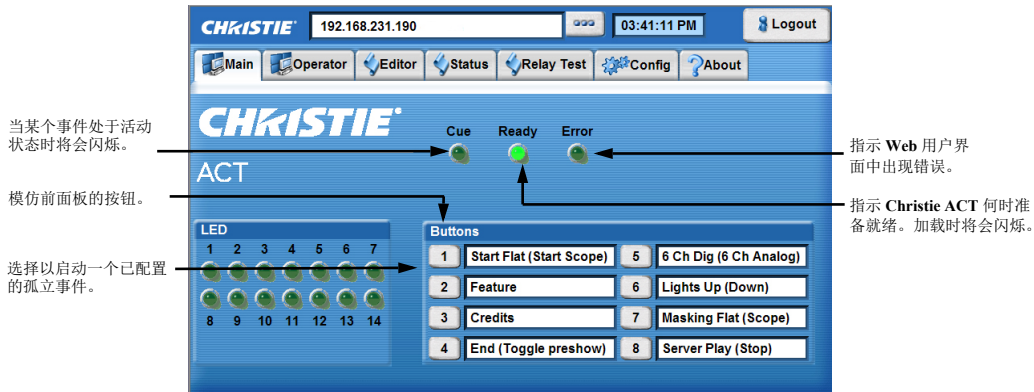 CHRISTIE 192.168.231.190 03:41:11 PM Logout
Main Operator Editor Status Relay Test Config About
CHRISTIE
ACT
Cue Ready Error
当某个事件处于活动
状态时将会闪烁。
模仿前面板的按钮。
选择以启动一个已配置
的孤立事件。
指示 Web 用户界
面中出现错误。
指示 Christie ACT 何时准
备就绪。加载时将会闪烁。
LED
1 2 3 4 5 6 7
8 9 10 11 12 13 14
Buttons
1 Start Flat (Start Scope) 5 6 Ch Dig (6 Ch Analog)
2 Feature 6 Lights Up (Down)
3 Credits 7 Masking Flat (Scope)
4 End (Toggle preshow) 8 Server Play (Stop)